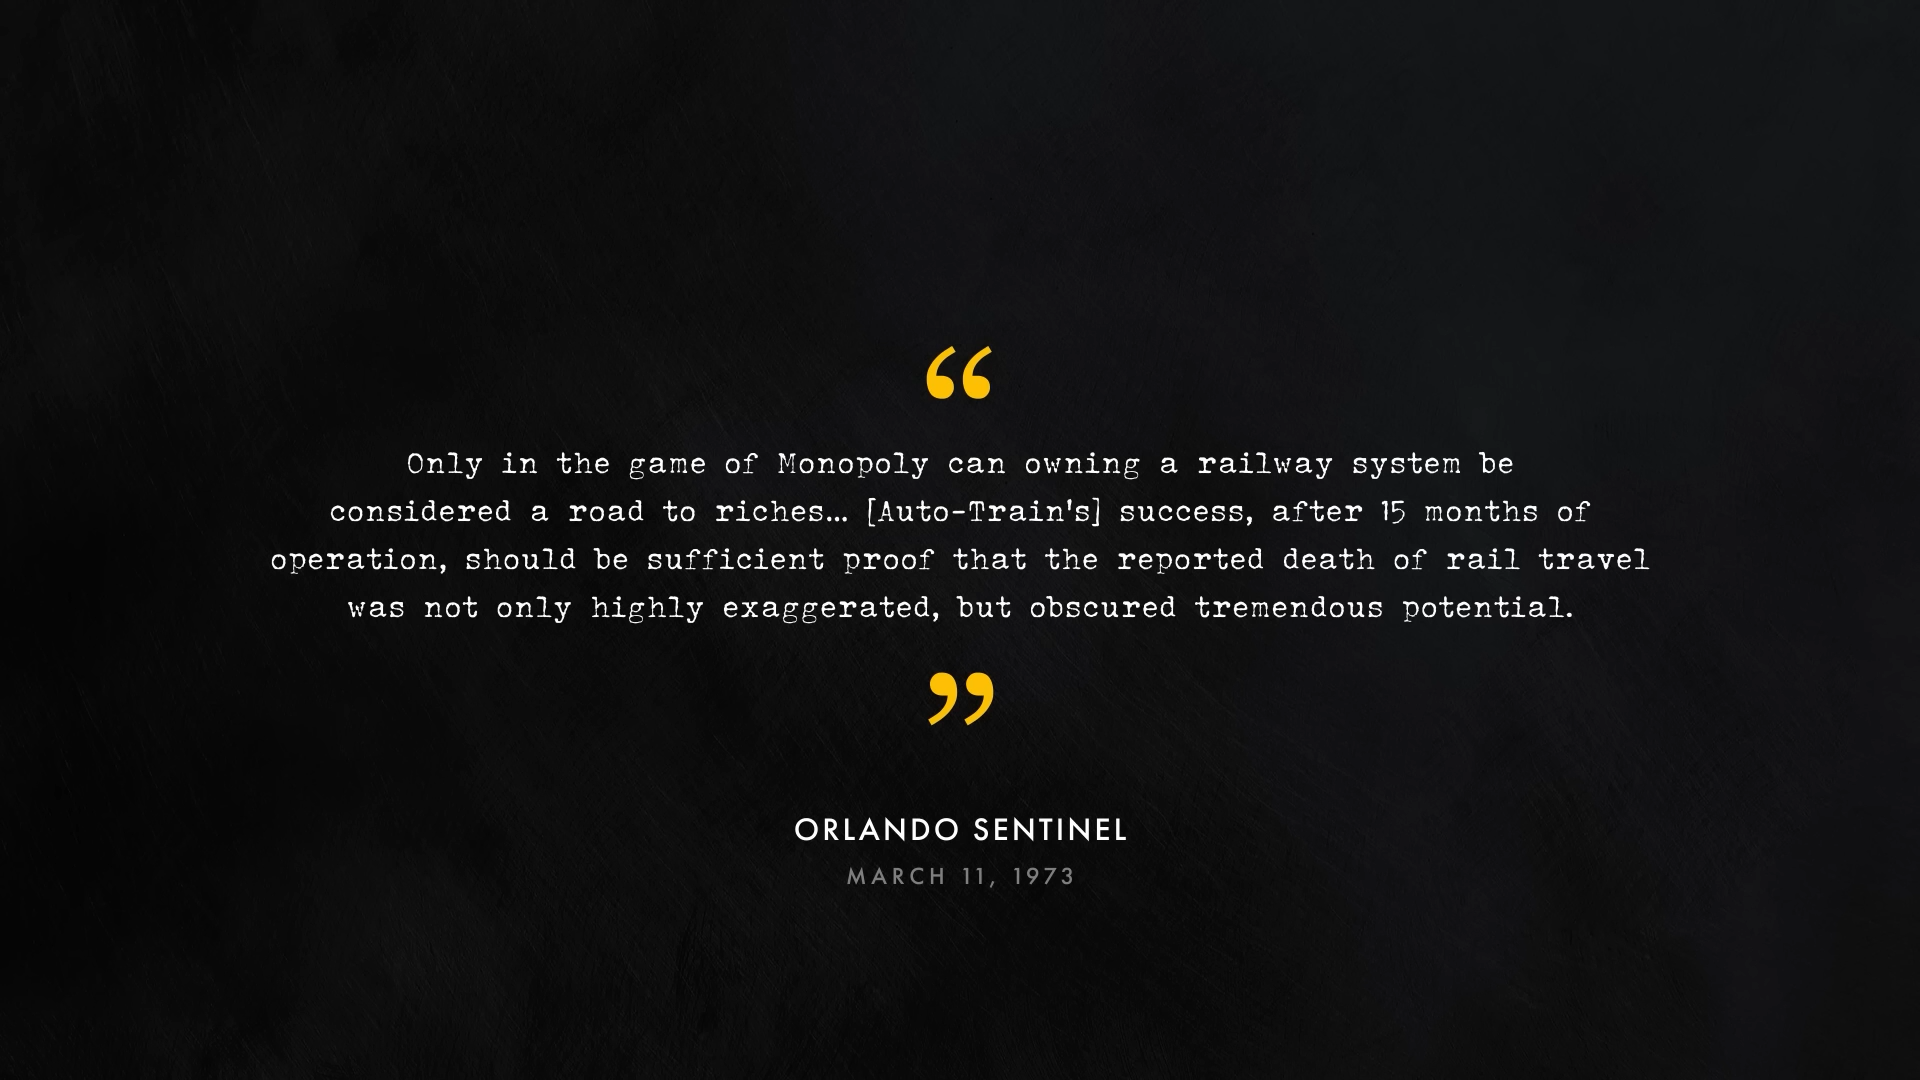 “
Only in the game of Monopoly can owning a railway system be
considered a road to riches... [Auto-Train's] success, after 15 months of
operation, should be sufficient proof that the reported death of rail travel
was not only highly exaggerated, but obscured tremendous potential.
”
ORLANDO SENTINEL
MARCH 11, 1973